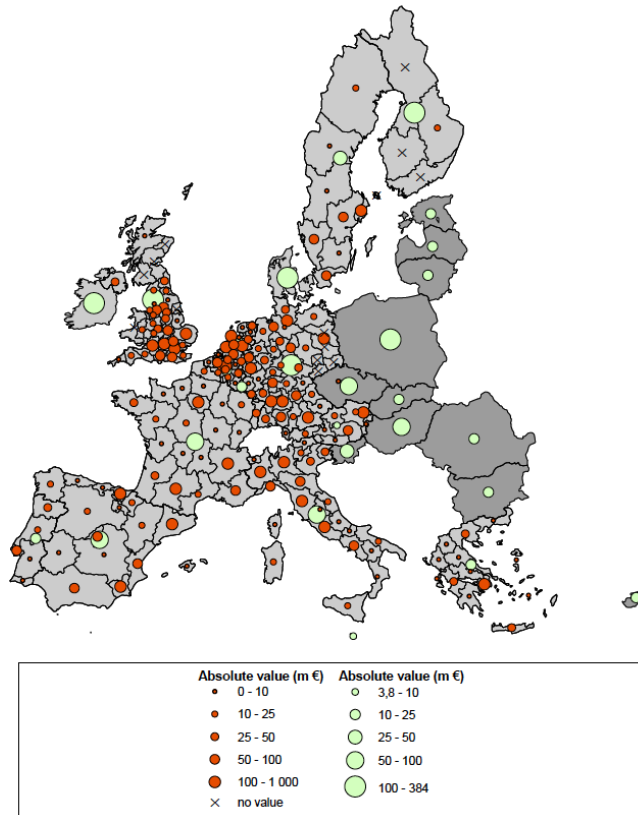 Absolute value (m €) Absolute value (m €)
0 - 10 3,8 - 10
10 - 25 10 - 25
25 - 50 25 - 50
50 - 100 50 - 100
100 - 1 000 100 - 384
no value